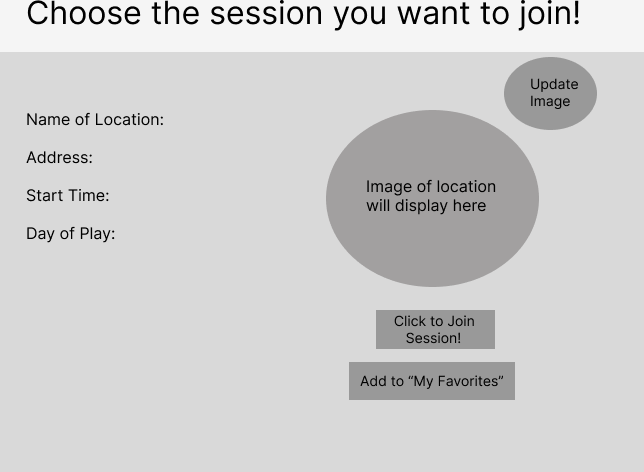 Choose the session you want to join!
Update
Image
Name of Location:
Address:
Start Time:
Day of Play:
Image of location
will display here
Click to Join
Session!
Add to “My Favorites”